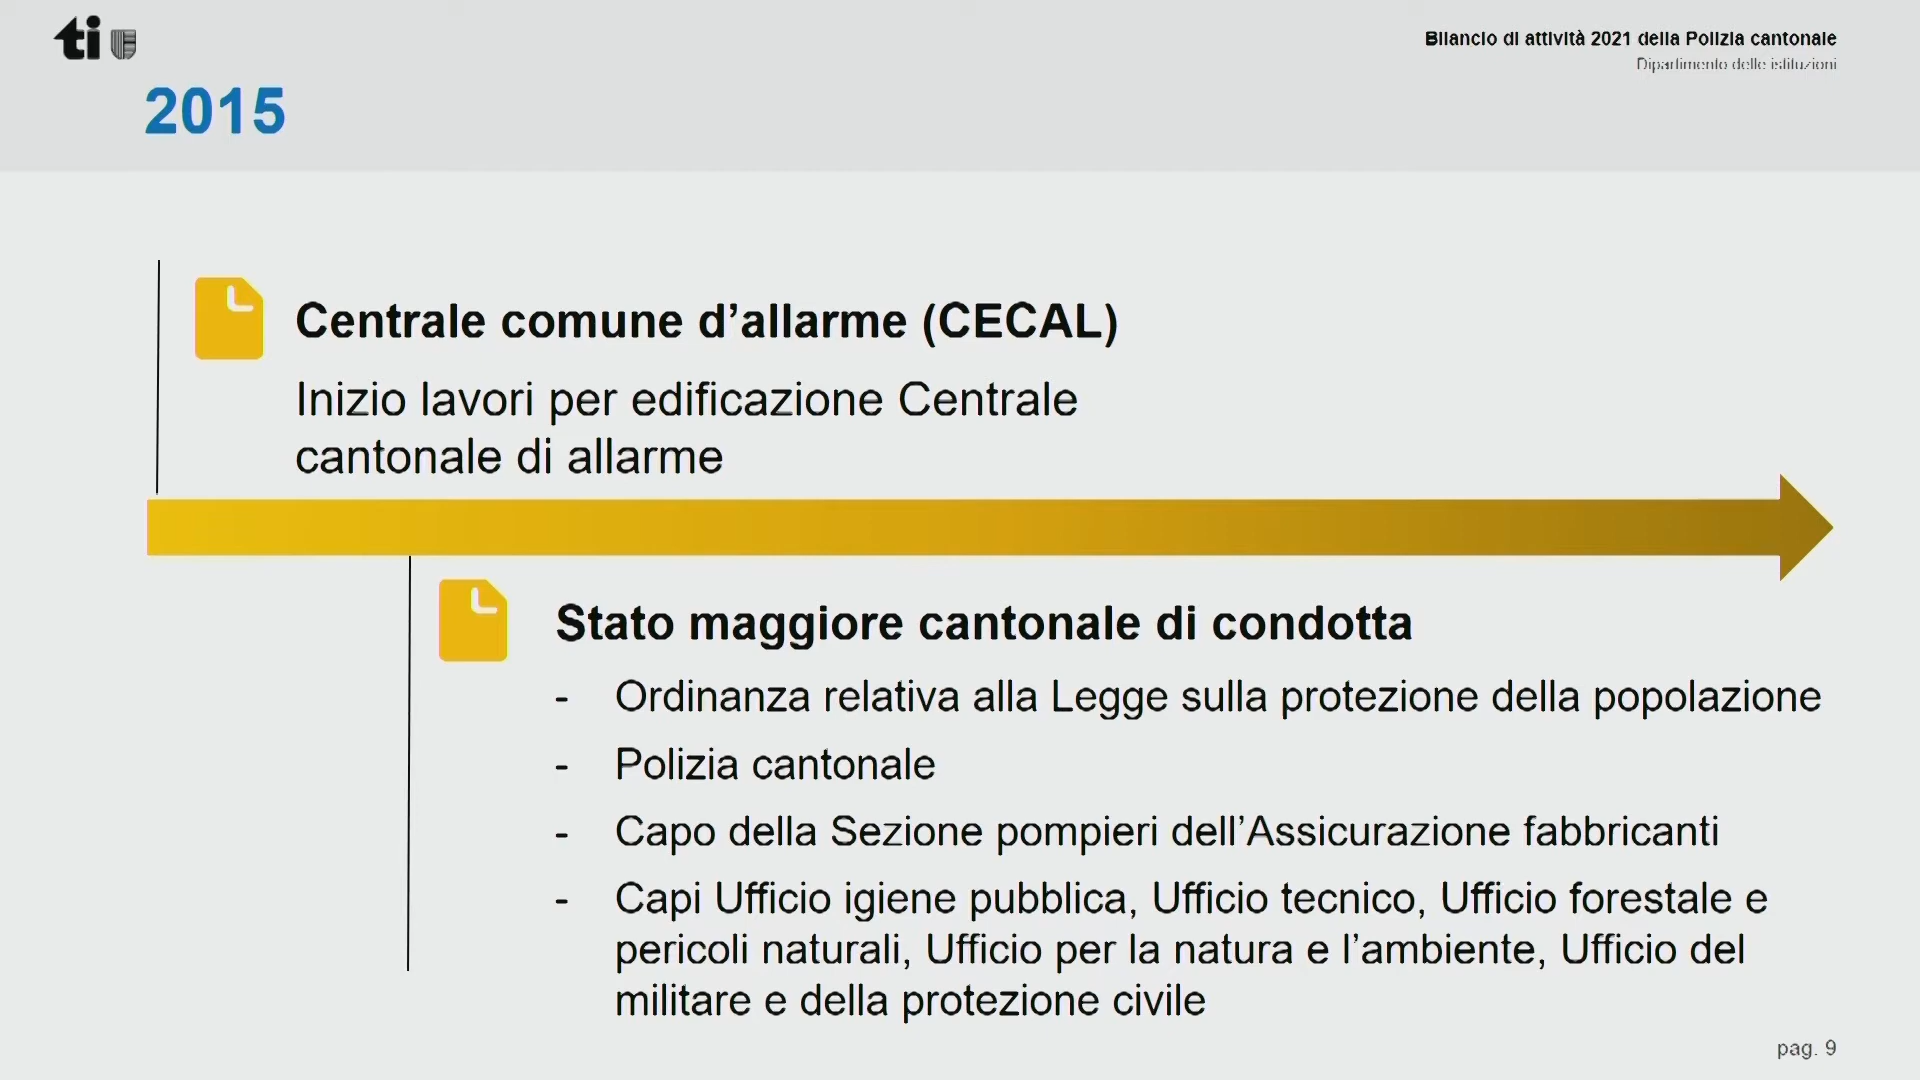 ti
Bilancio di attività 2021 della Polizia cantonale
Dipartimento delle istituzioni
2015
Centrale comune d’allarme (CECAL)
Inizio lavori per edificazione Centrale
cantonale di allarme
Stato maggiore cantonale di condotta
- Ordinanza relativa alla Legge sulla protezione della popolazione
- Polizia cantonale
- Capo della Sezione pompieri dell’Assicurazione fabbricanti
- Capi Ufficio igiene pubblica, Ufficio tecnico, Ufficio forestale e
pericoli naturali, Ufficio per la natura e l’ambiente, Ufficio del
militare e della protezione civile
pag. 9